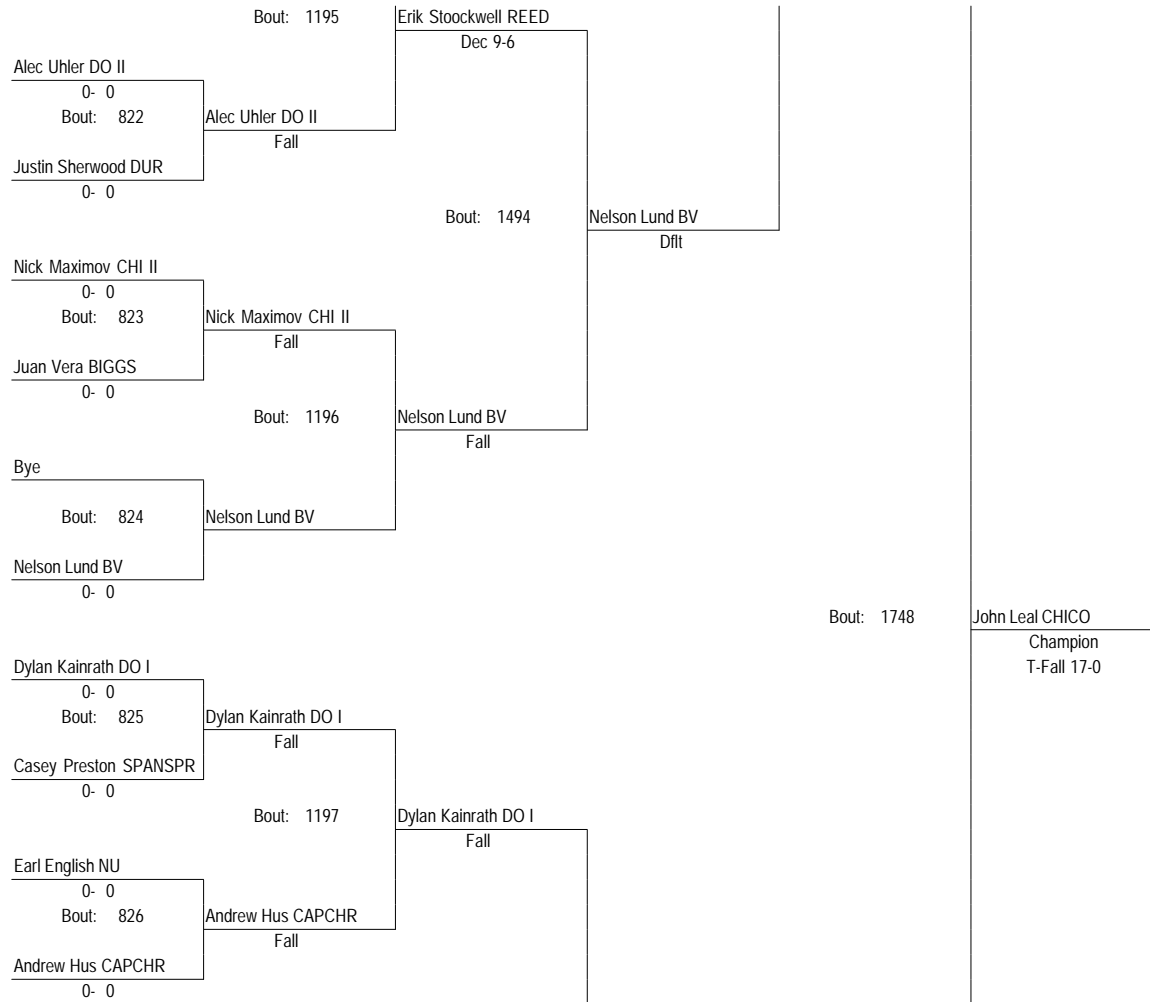 Bout: 1195 Erik Stoockwell REED
Dec 9-6
Alec Uhler DO II
0- 0
Bout: 822 Alec Uhler DO II
Fall
Justin Sherwood DUR
0- 0
Bout: 1494 Nelson Lund BV
Dflt
Nick Maximov CHI II
0- 0
Bout: 823 Nick Maximov CHI II
Fall
Juan Vera BIGGS
0- 0
Bout: 1196 Nelson Lund BV
Fall
Bye
Bout: 824 Nelson Lund BV
Nelson Lund BV
0- 0
Bout: 1748 John Leal CHICO
Champion
T-Fall 17-0
Dylan Kainrath DO I
0- 0
Bout: 825 Dylan Kainrath DO I
Fall
Casey Preston SPANSPR
0- 0
Bout: 1197 Dylan Kainrath DO I
Fall
Earl English NU
0- 0
Bout: 826 Andrew Hus CAPCHR
Fall
Andrew Hus CAPCHR
0- 0